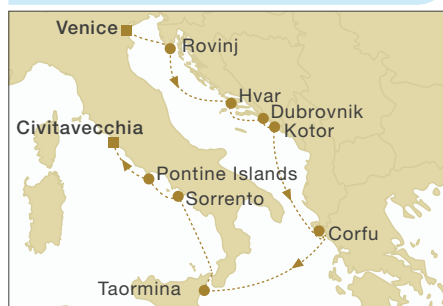 Venice
Rovinj
Hvar
Dubrovnik
Kotor
Civitavecchia
Pontine Islands
Sorrento
Corfu
Taormina